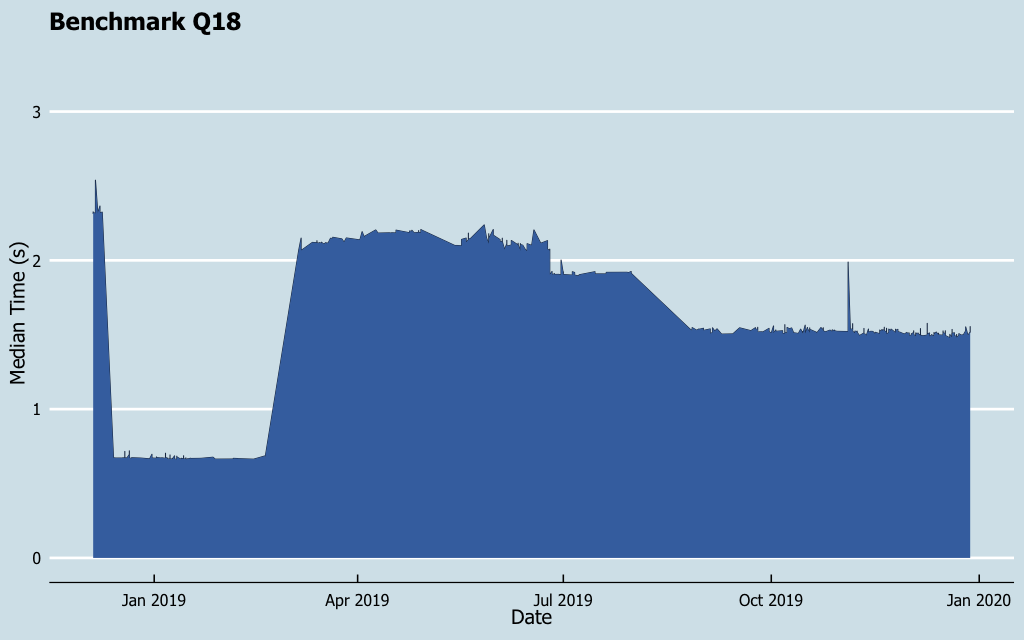 Benchmark Q18
3
2
1
0
Median Time (s)
Jan 2019
Apr 2019
Jul 2019
Oct 2019
Jan 2020
Date